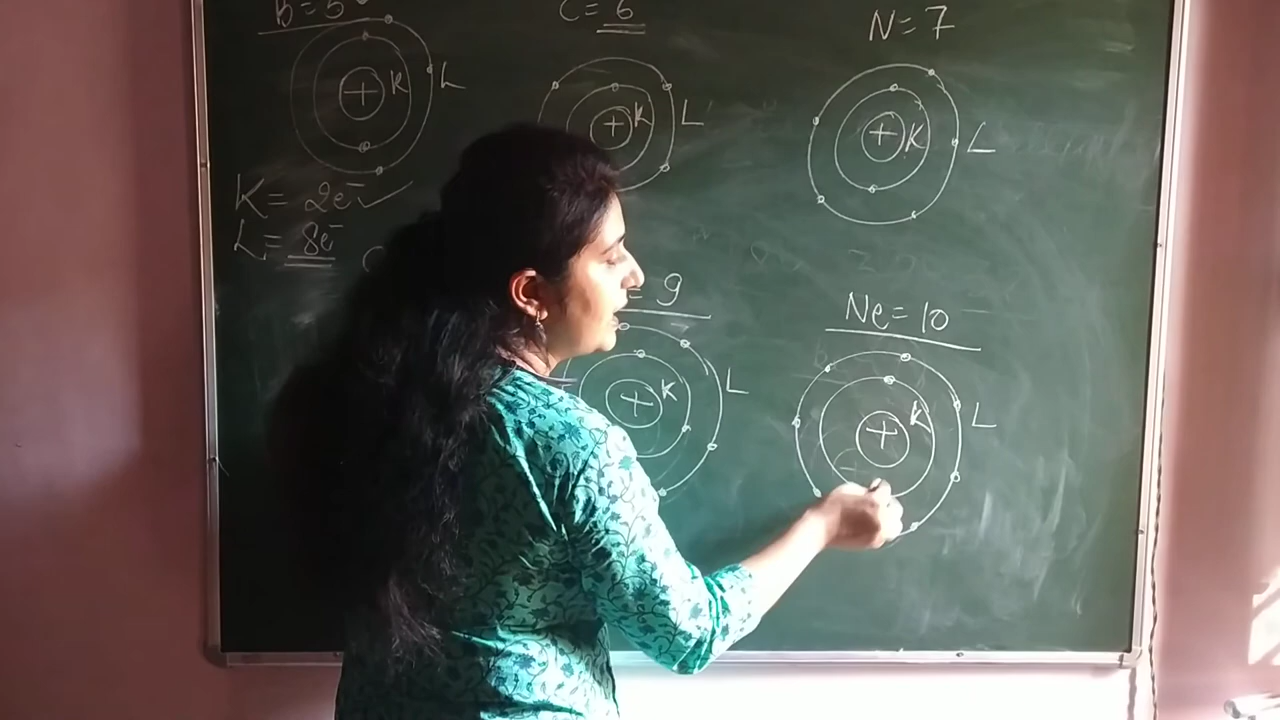 B = 5
C = 6
N = 7
+ K L
+ K L
+ K L
K = 2e⁻ ✓
L = 8e⁻
= 9
Ne = 10
+ K L
+ K L